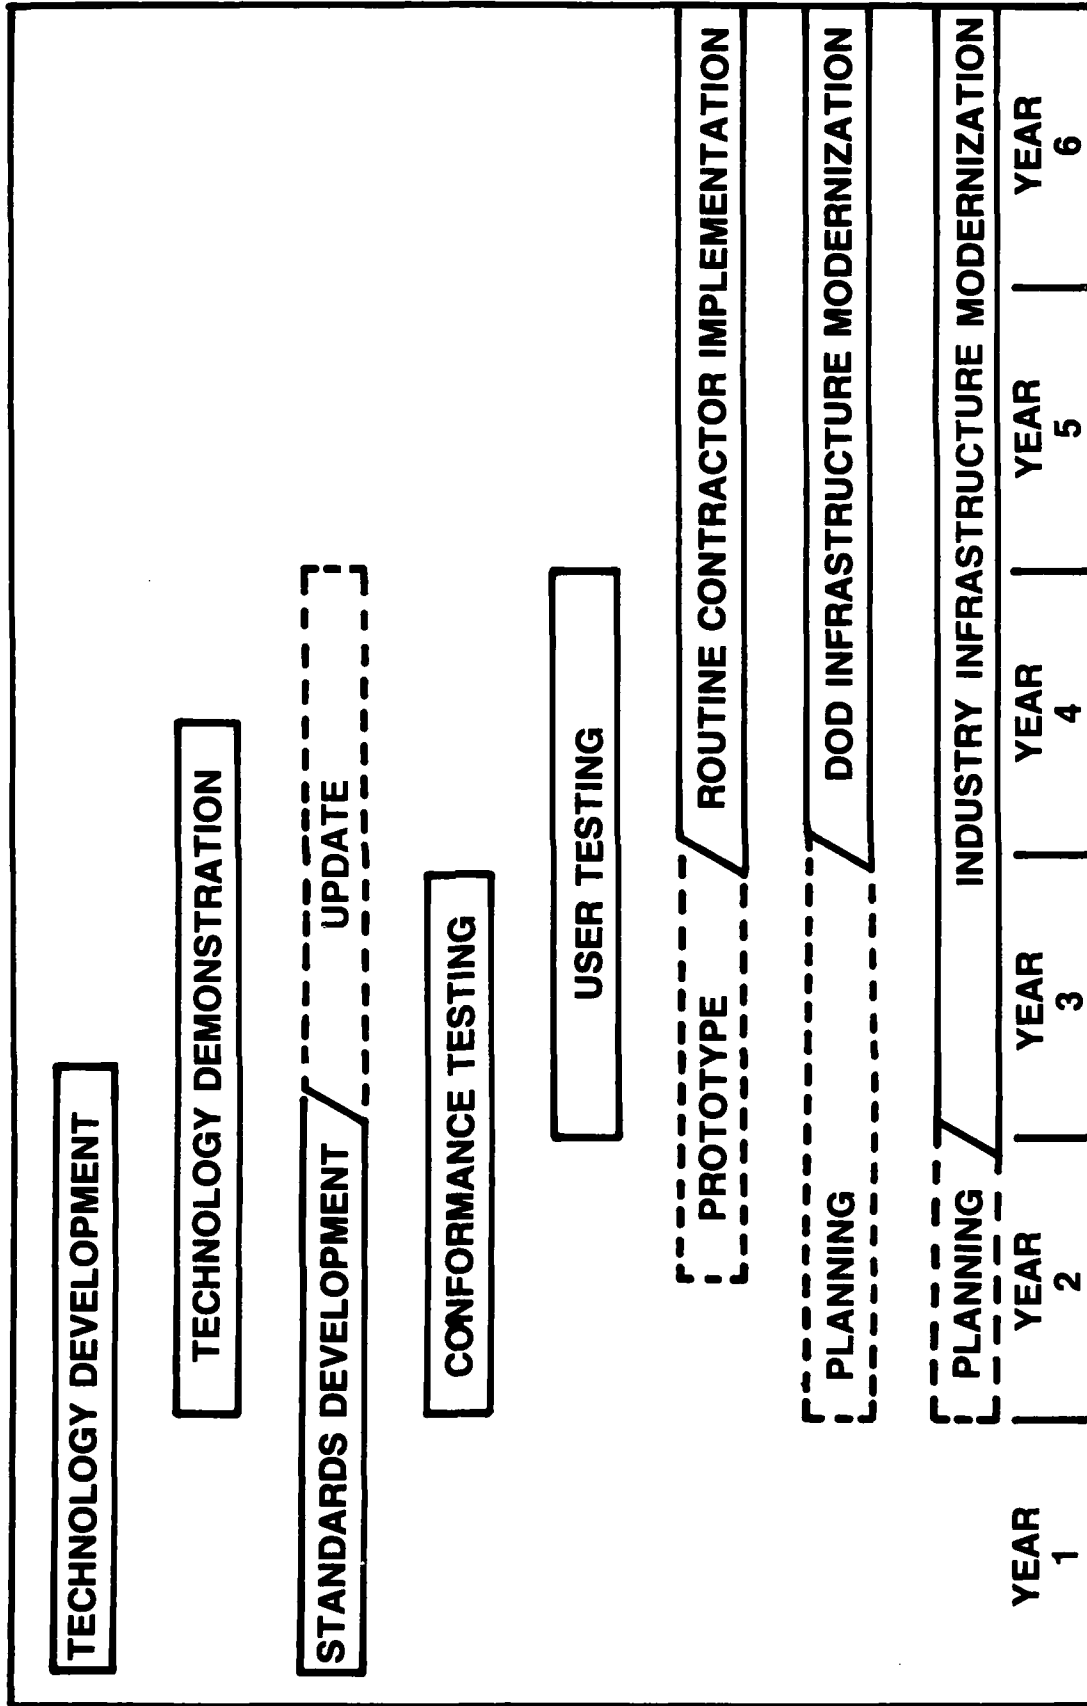 TECHNOLOGY DEVELOPMENT
TECHNOLOGY DEMONSTRATION
STANDARDS DEVELOPMENT
UPDATE
CONFORMANCE TESTING
USER TESTING
PROTOTYPE
ROUTINE CONTRACTOR IMPLEMENTATION
PLANNING
DOD INFRASTRUCTURE MODERNIZATION
PLANNING
INDUSTRY INFRASTRUCTURE MODERNIZATION
YEAR
1
YEAR
2
YEAR
3
YEAR
4
YEAR
5
YEAR
6